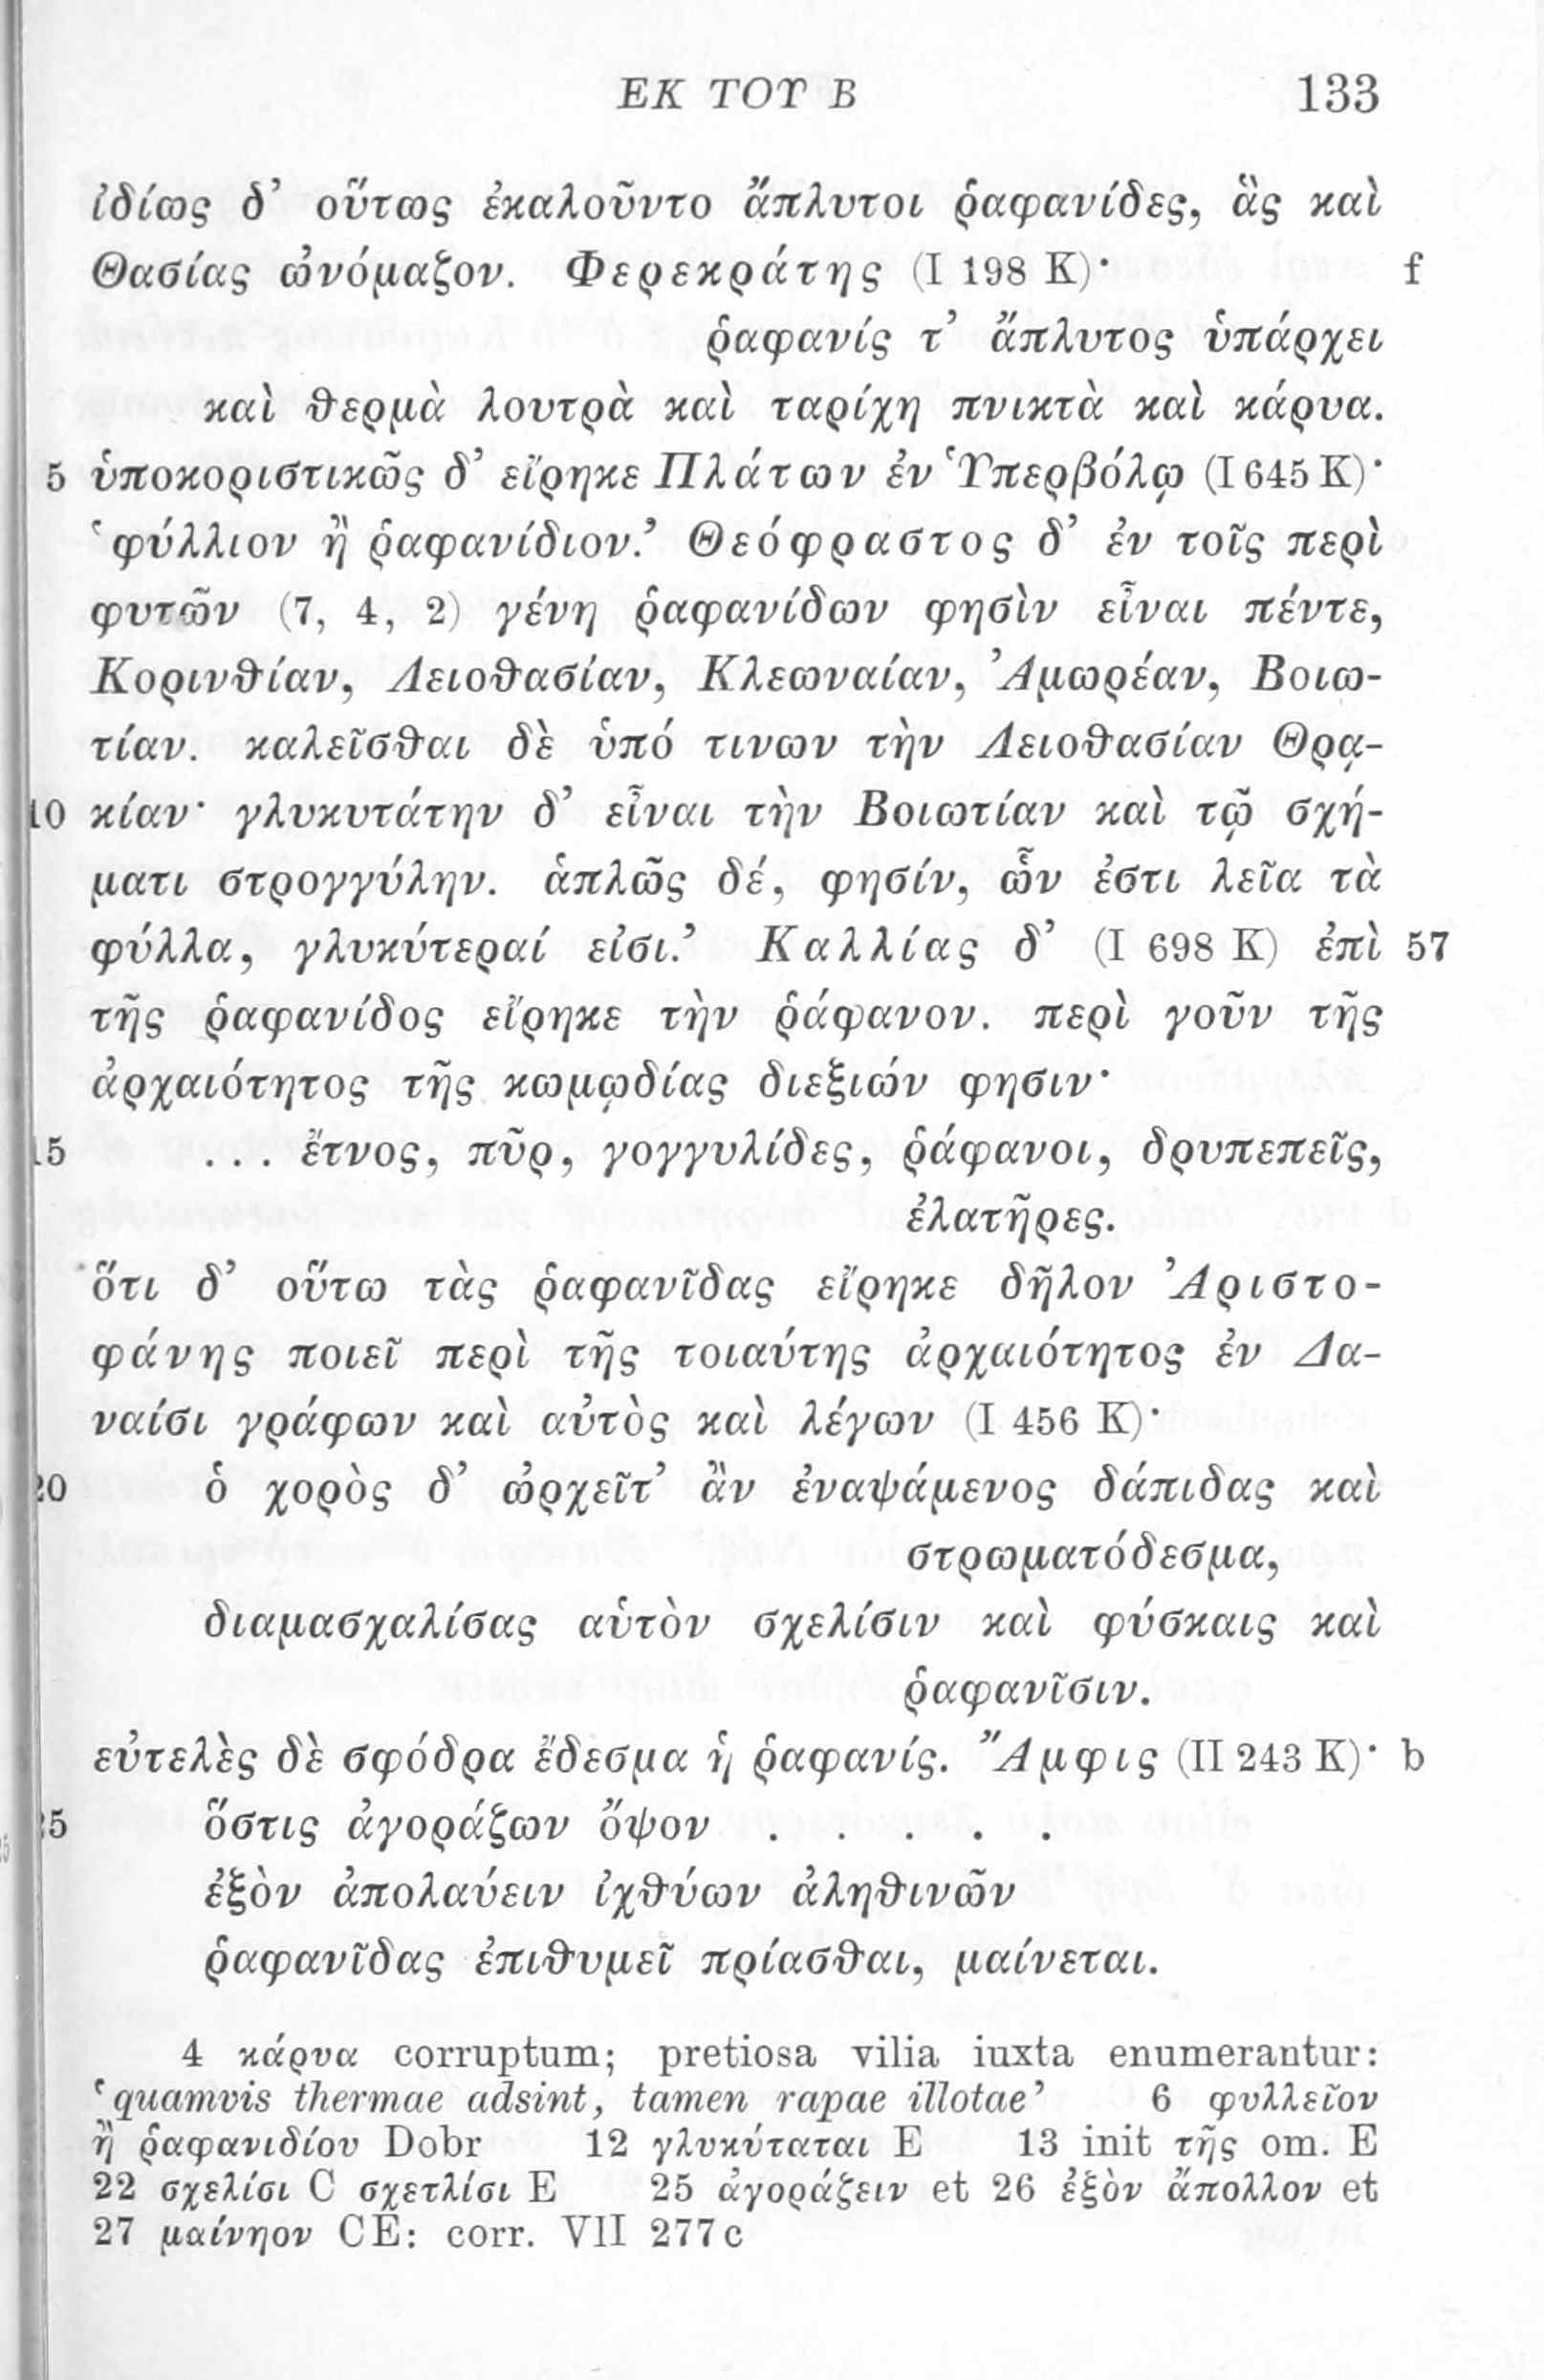 ΕΚ ΤΟΥ Β 133
ἰδίως δ’ οὕτως ἐκαλοῦντο ἄπλυτοι ῥαφανίδες, ἃς καὶ
Θασίας ὠνόμαζον. Φερεκράτης (I 198 K)· f
ῥαφανίς τ’ ἄπλυτος ὑπάρχει
καὶ θερμὰ λουτρὰ καὶ ταρίχη πνικτὰ καὶ κάρυα.
5 ὑποκοριστικῶς δ’ εἴρηκε Πλάτων ἐν Ὑπερβόλῳ (I 645 K)·
‘φύλλιον ἢ ῥαφανίδιον.’ Θεόφραστος δ’ ἐν τοῖς περὶ
φυτῶν (7, 4, 2) γένη ῥαφανίδων φησὶν εἶναι πέντε,
Κορινθίαν, Λειοθασίαν, Κλεωναίαν, Ἀμωρέαν, Βοιω-
τίαν. καλεῖσθαι δὲ ὑπό τινων τὴν Λειοθασίαν Θρᾳ-
10 κίαν· γλυκυτάτην δ’ εἶναι τὴν Βοιωτίαν καὶ τῷ σχή-
ματι στρογγύλην. ἁπλῶς δέ, φησίν, ὧν ἐστι λεῖα τὰ
φύλλα, γλυκύτεραί εἰσι.’ Καλλίας δ’ (I 698 K) ἐπὶ 57
τῆς ῥαφανίδος εἴρηκε τὴν ῥάφανον. περὶ γοῦν τῆς
ἀρχαιότητος τῆς κωμῳδίας διεξιών φησιν·
15 . . . ἔτνος, πῦρ, γογγυλίδες, ῥάφανοι, δρυπεπεῖς,
ἐλατῆρες.
ὅτι δ’ οὕτω τὰς ῥαφανῖδας εἴρηκε δῆλον Ἀριστο-
φάνης ποιεῖ περὶ τῆς τοιαύτης ἀρχαιότητος ἐν Δα-
ναίσι γράφων καὶ αὐτὸς καὶ λέγων (I 456 K)·
20 ὁ χορὸς δ’ ὠρχεῖτ’ ἂν ἐναψάμενος δάπιδας καὶ
στρωματόδεσμα,
διαμασχαλίσας αὑτὸν σχελίσιν καὶ φύσκαις καὶ
ῥαφανῖσιν.
εὐτελὲς δὲ σφόδρα ἔδεσμα ἡ ῥαφανίς. Ἄμφις (II 243 K)· b
25 ὅστις ἀγοράζων ὄψον . . . . .
ἐξὸν ἀπολαύειν ἰχθύων ἀληθινῶν
ῥαφανῖδας ἐπιθυμεῖ πρίασθαι, μαίνεται.
4 κάρυα corruptum; pretiosa vilia iuxta enumerantur:
‘quamvis thermae adsint, tamen rapae illotae’ 6 φυλλεῖον
ἢ ῥαφανιδίου Dobr 12 γλυκύταται E 13 init τῆς om. E
22 σχελίσι C σχετλίσι E 25 ἀγοράζειν et 26 ἐξὸν ἄπολλον et
27 μαίνηον CE: corr. VII 277 c